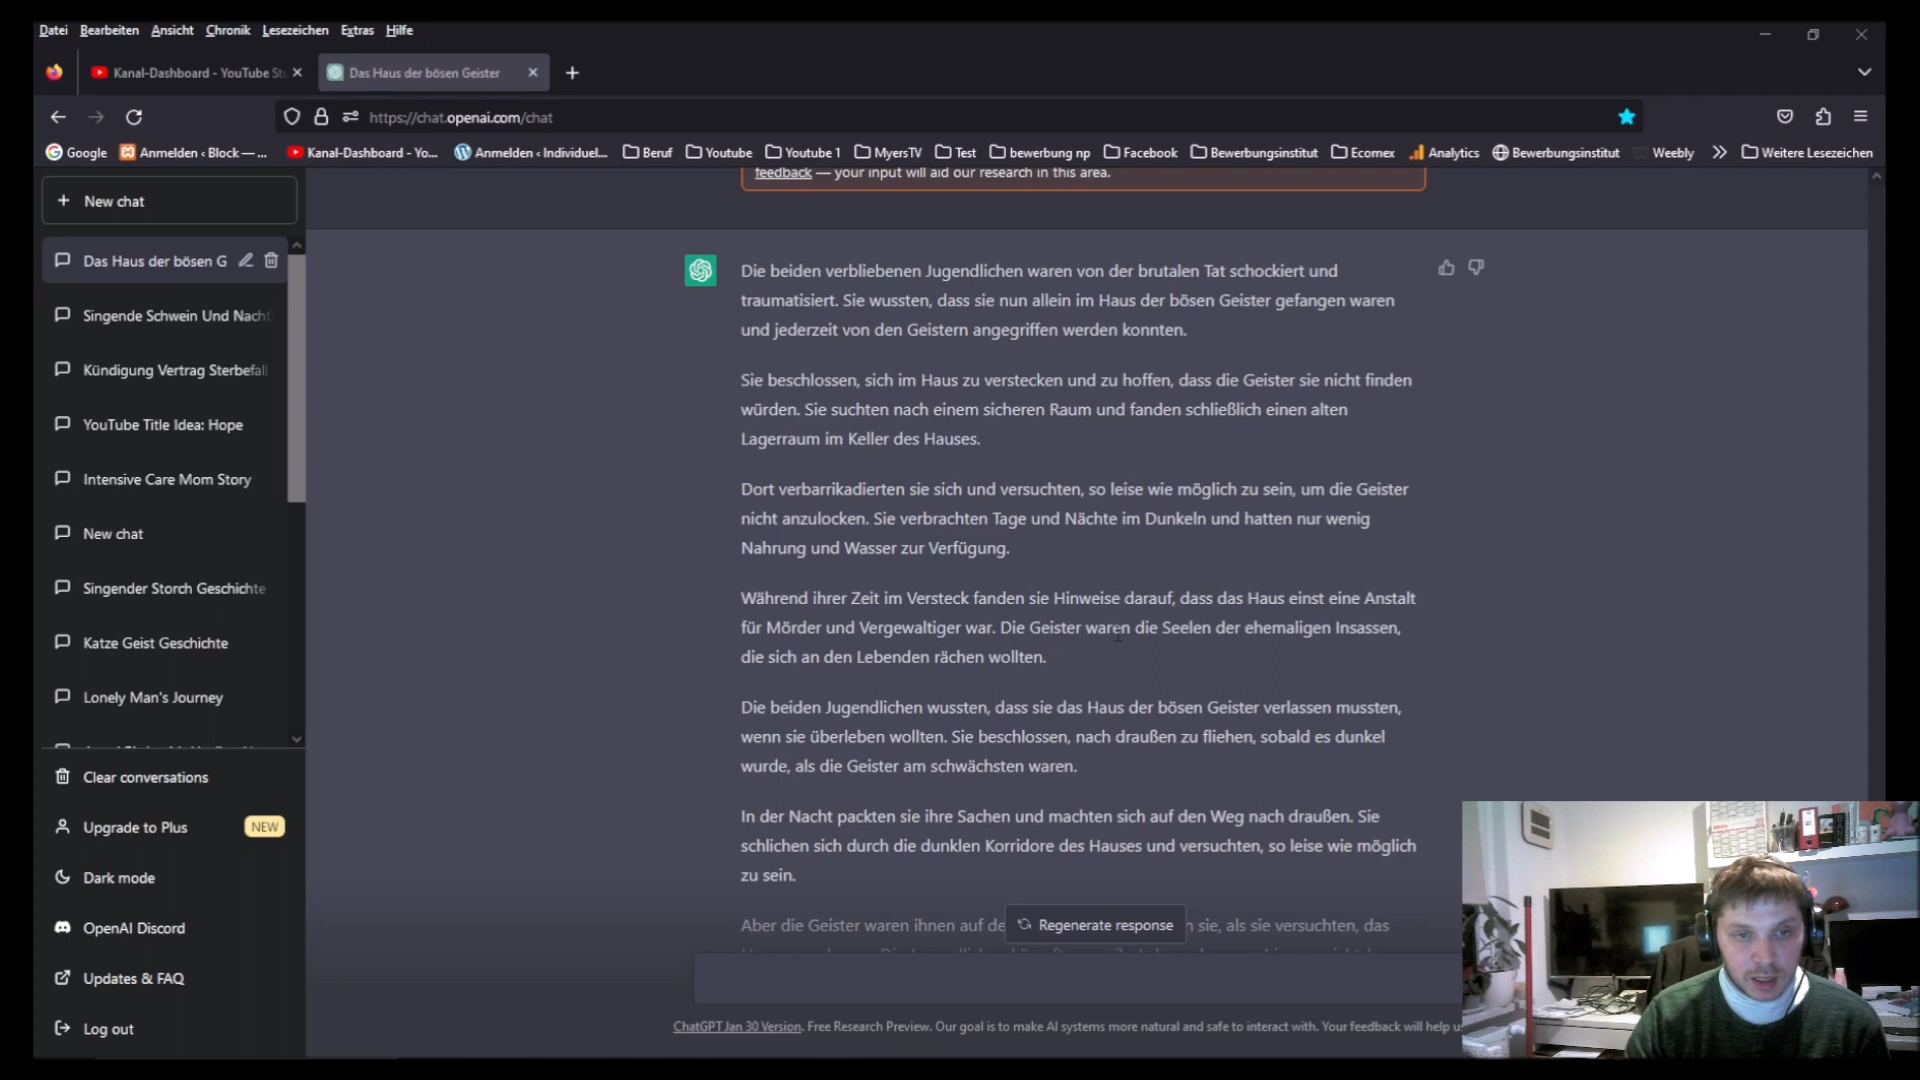 Datei Bearbeiten Ansicht Chronik Lesezeichen Extras Hilfe
Kanal-Dashboard - YouTube St
Das Haus der bösen Geister
https://chat.openai.com/chat
Google
Anmelden ‹ Block — ...
Kanal-Dashboard - Yo...
Anmelden ‹ Individuel...
Beruf
Youtube
Youtube 1
MyersTV
Test
bewerbung np
Facebook
Bewerbungsinstitut
Ecomex
Analytics
Bewerbungsinstitut
Weebly
Weitere Lesezeichen
feedback — your input will aid our research in this area.
New chat
Das Haus der bösen G
Singende Schwein Und Nacht
Kündigung Vertrag Sterbefall
YouTube Title Idea: Hope
Intensive Care Mom Story
New chat
Singender Storch Geschichte
Katze Geist Geschichte
Lonely Man's Journey
Clear conversations
Upgrade to Plus NEW
Dark mode
OpenAI Discord
Updates & FAQ
Log out
Die beiden verbliebenen Jugendlichen waren von der brutalen Tat schockiert und
traumatisiert. Sie wussten, dass sie nun allein im Haus der bösen Geister gefangen waren
und jederzeit von den Geistern angegriffen werden konnten.
Sie beschlossen, sich im Haus zu verstecken und zu hoffen, dass die Geister sie nicht finden
würden. Sie suchten nach einem sicheren Raum und fanden schließlich einen alten
Lagerraum im Keller des Hauses.
Dort verbarrikadierten sie sich und versuchten, so leise wie möglich zu sein, um die Geister
nicht anzulocken. Sie verbrachten Tage und Nächte im Dunkeln und hatten nur wenig
Nahrung und Wasser zur Verfügung.
Während ihrer Zeit im Versteck fanden sie Hinweise darauf, dass das Haus einst eine Anstalt
für Mörder und Vergewaltiger war. Die Geister waren die Seelen der ehemaligen Insassen,
die sich an den Lebenden rächen wollten.
Die beiden Jugendlichen wussten, dass sie das Haus der bösen Geister verlassen mussten,
wenn sie überleben wollten. Sie beschlossen, nach draußen zu fliehen, sobald es dunkel
wurde, als die Geister am schwächsten waren.
In der Nacht packten sie ihre Sachen und machten sich auf den Weg nach draußen. Sie
schlichen sich durch die dunklen Korridore des Hauses und versuchten, so leise wie möglich
zu sein.
Aber die Geister waren ihnen auf de
sie, als sie versuchten, das
Regenerate response
ChatGPT Jan 30 Version. Free Research Preview. Our goal is to make AI systems more natural and safe to interact with. Your feedback will help u